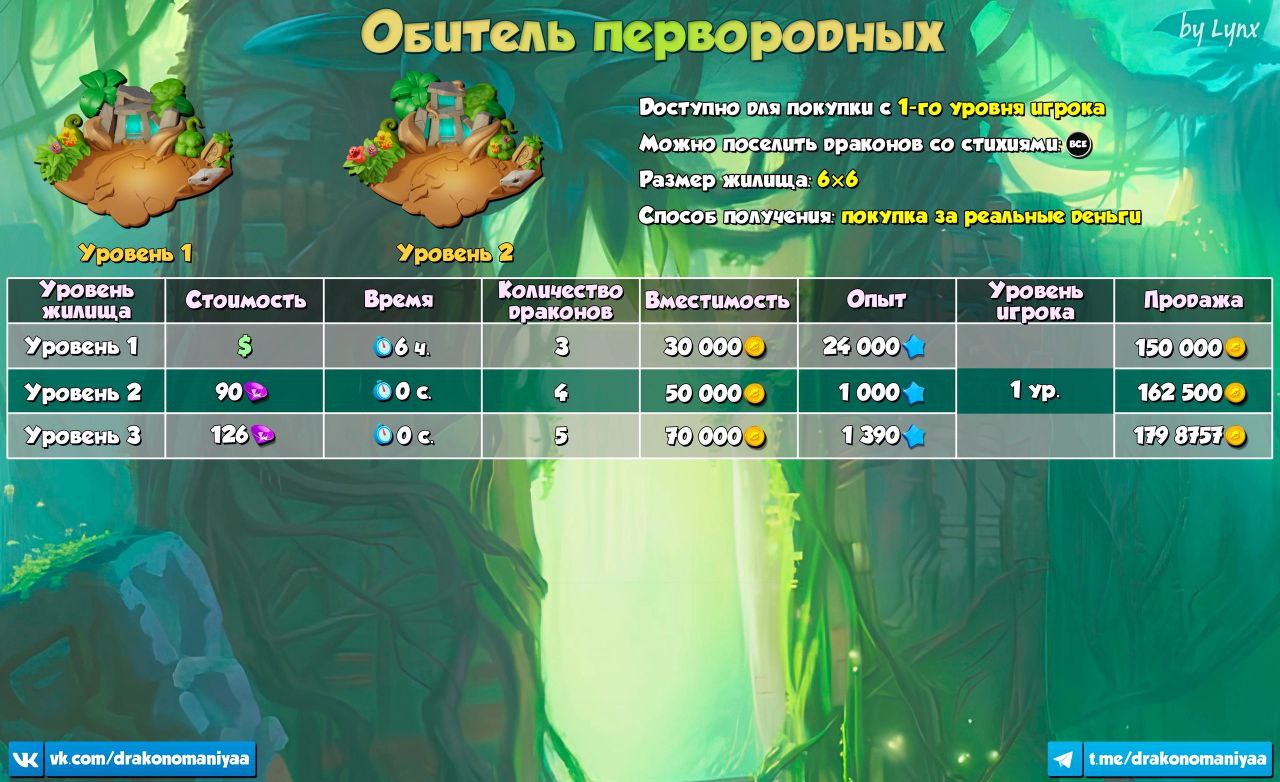 Обитель первородных
by Lynx
Доступно для покупки с 1-го уровня игрока
Можно поселить драконов со стихиями: ВСЕ
Размер жилища: 6×6
Способ получения: покупка за реальные деньги
Уровень 1
Уровень 2
Уровень жилища Стоимость Время Количество драконов Вместимость Опыт Уровень игрока Продажа
Уровень 1 $ 6 ч. 3 30 000 24 000 150 000
Уровень 2 90 0 с. 4 50 000 1 000 1 ур. 162 500
Уровень 3 126 0 с. 5 70 000 1 390 179 8757
vk.com/drakonomaniyaa
t.me/drakonomaniyaa